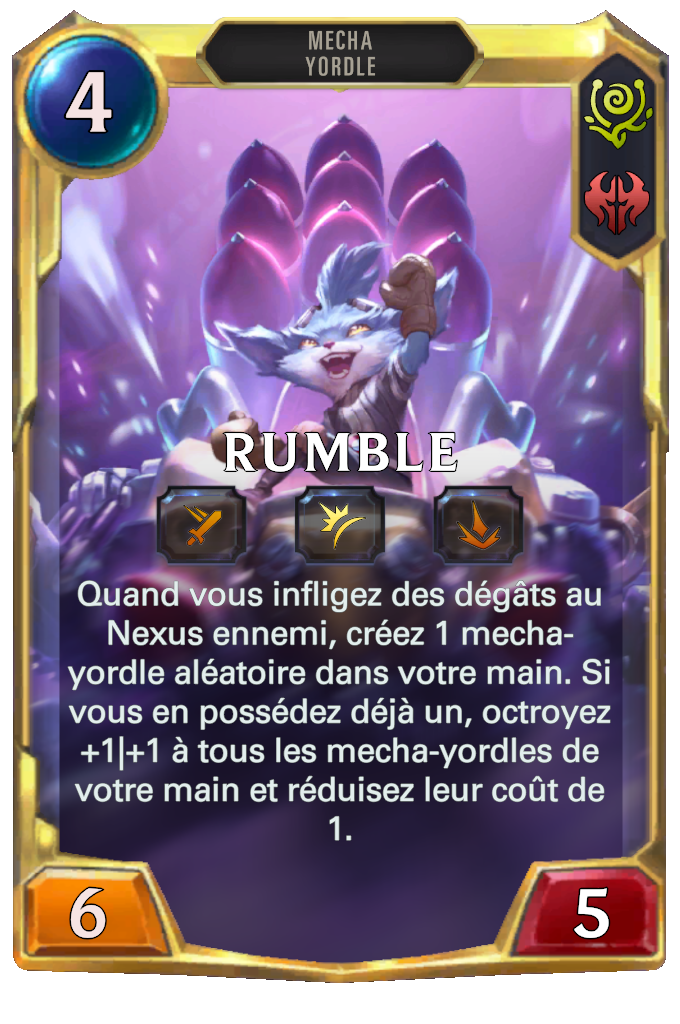 MECHA
YORDLE
4
RUMBLE
Quand vous infligez des dégâts au
Nexus ennemi, créez 1 mecha-
yordle aléatoire dans votre main. Si
vous en possédez déjà un, octroyez
+1|+1 à tous les mecha-yordles de
votre main et réduisez leur coût de
1.
6
5